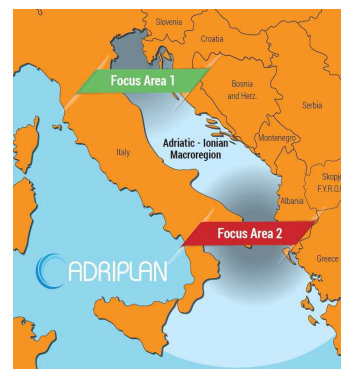 Slovenia
Croatia
Focus Area 1
Bosnia
and Herz.
Serbia
Adriatic - Ionian
Macroregion
Montenegro
Italy
Skopje
F.Y.R.O.
Albania
Focus Area 2
Greece
ADRIPLAN